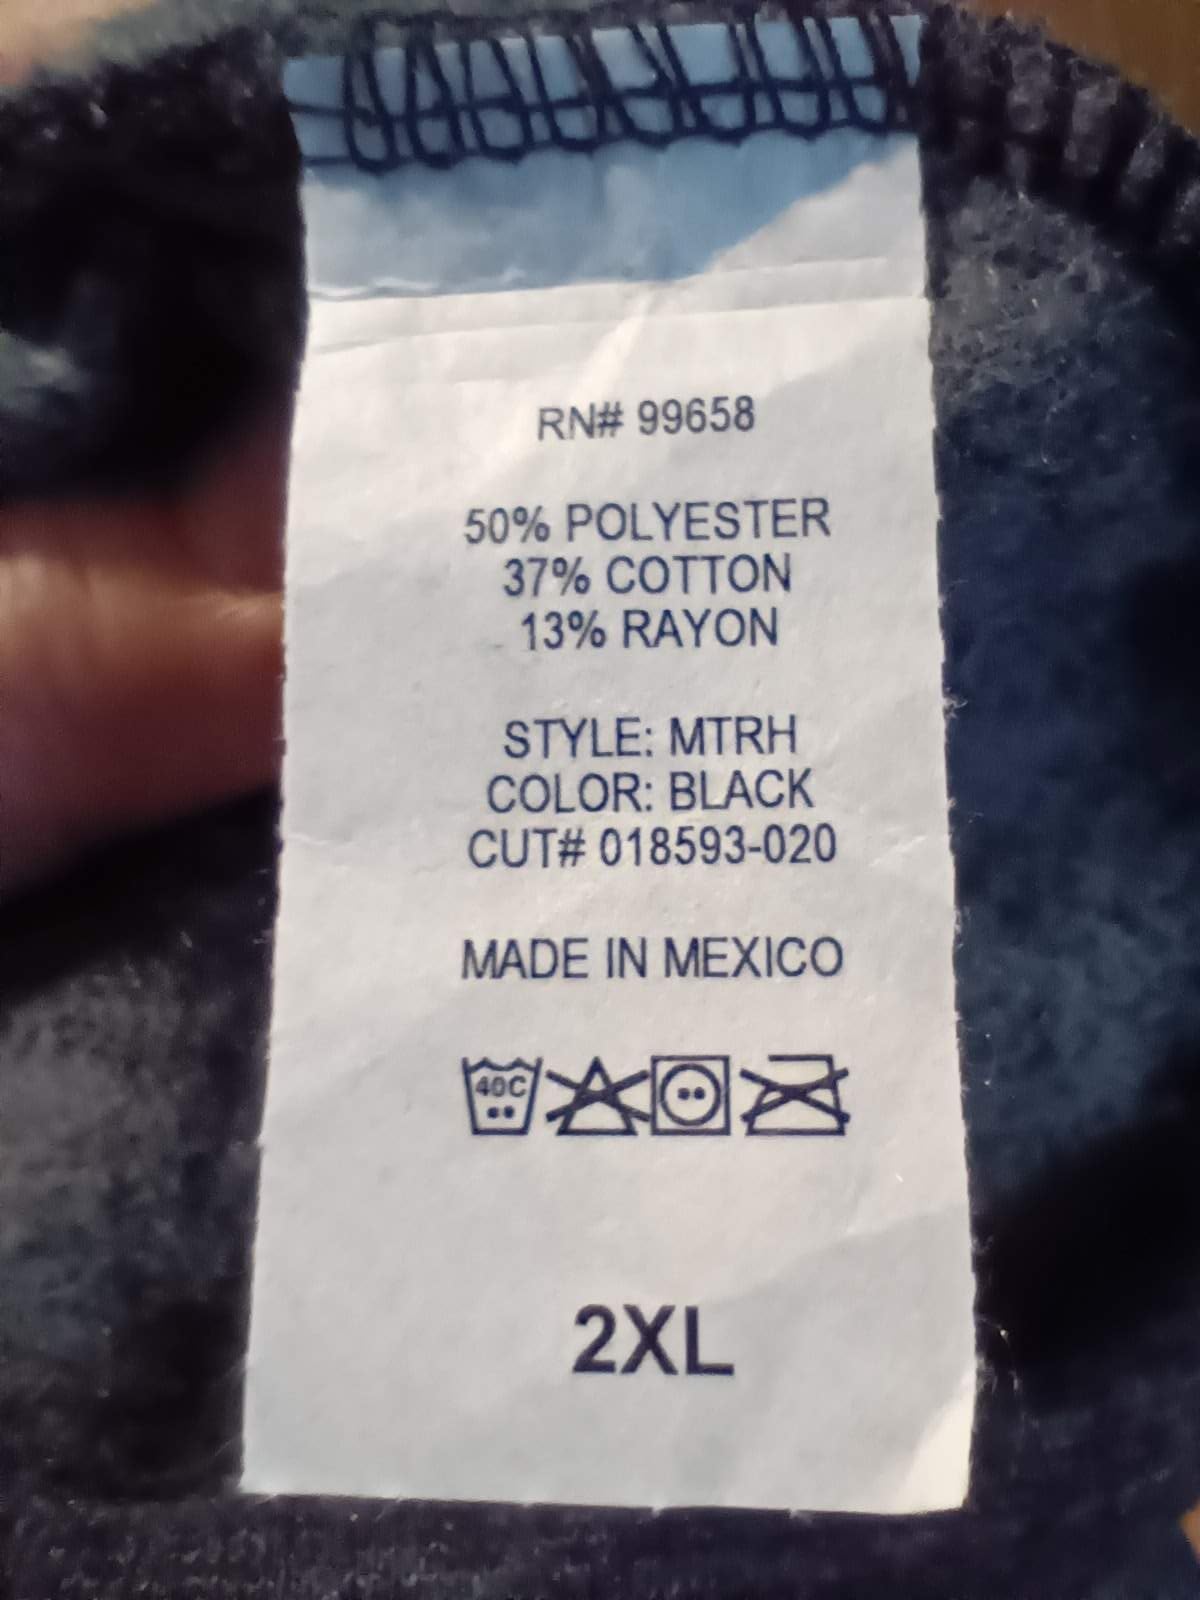 RN# 99658
50% POLYESTER
37% COTTON
13% RAYON
STYLE: MTRH
COLOR: BLACK
CUT# 018593-020
MADE IN MEXICO
40C
2XL